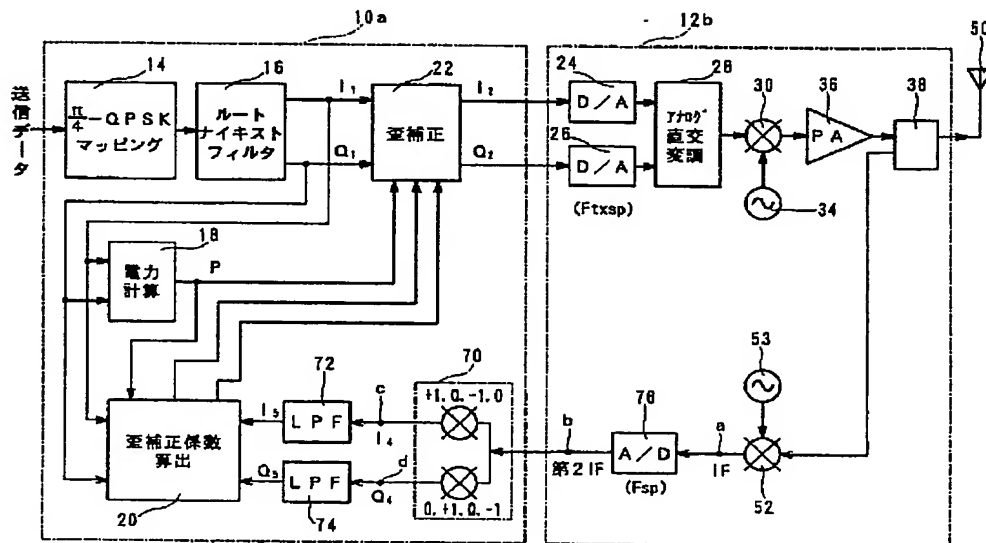 10a
12b
50
14
16
22
24
28
30
36
38
送信データ
π/4-QPSK
マッピング
ルート
ナイキスト
フィルタ
I₁
Q₁
歪補正
I₂
Q₂
D/A
26
D/A
(Ftxsp)
アナログ
直交
変調
PA
34
18
電力
計算
P
53
70
72
+1.0.-1.0
c
I₄
LPF
I₅
歪補正係数
算出
20
Q₅
LPF
74
d
Q₄
0.+1.0.-1
b
第2IF
76
A/D
(Fsp)
a
IF
52